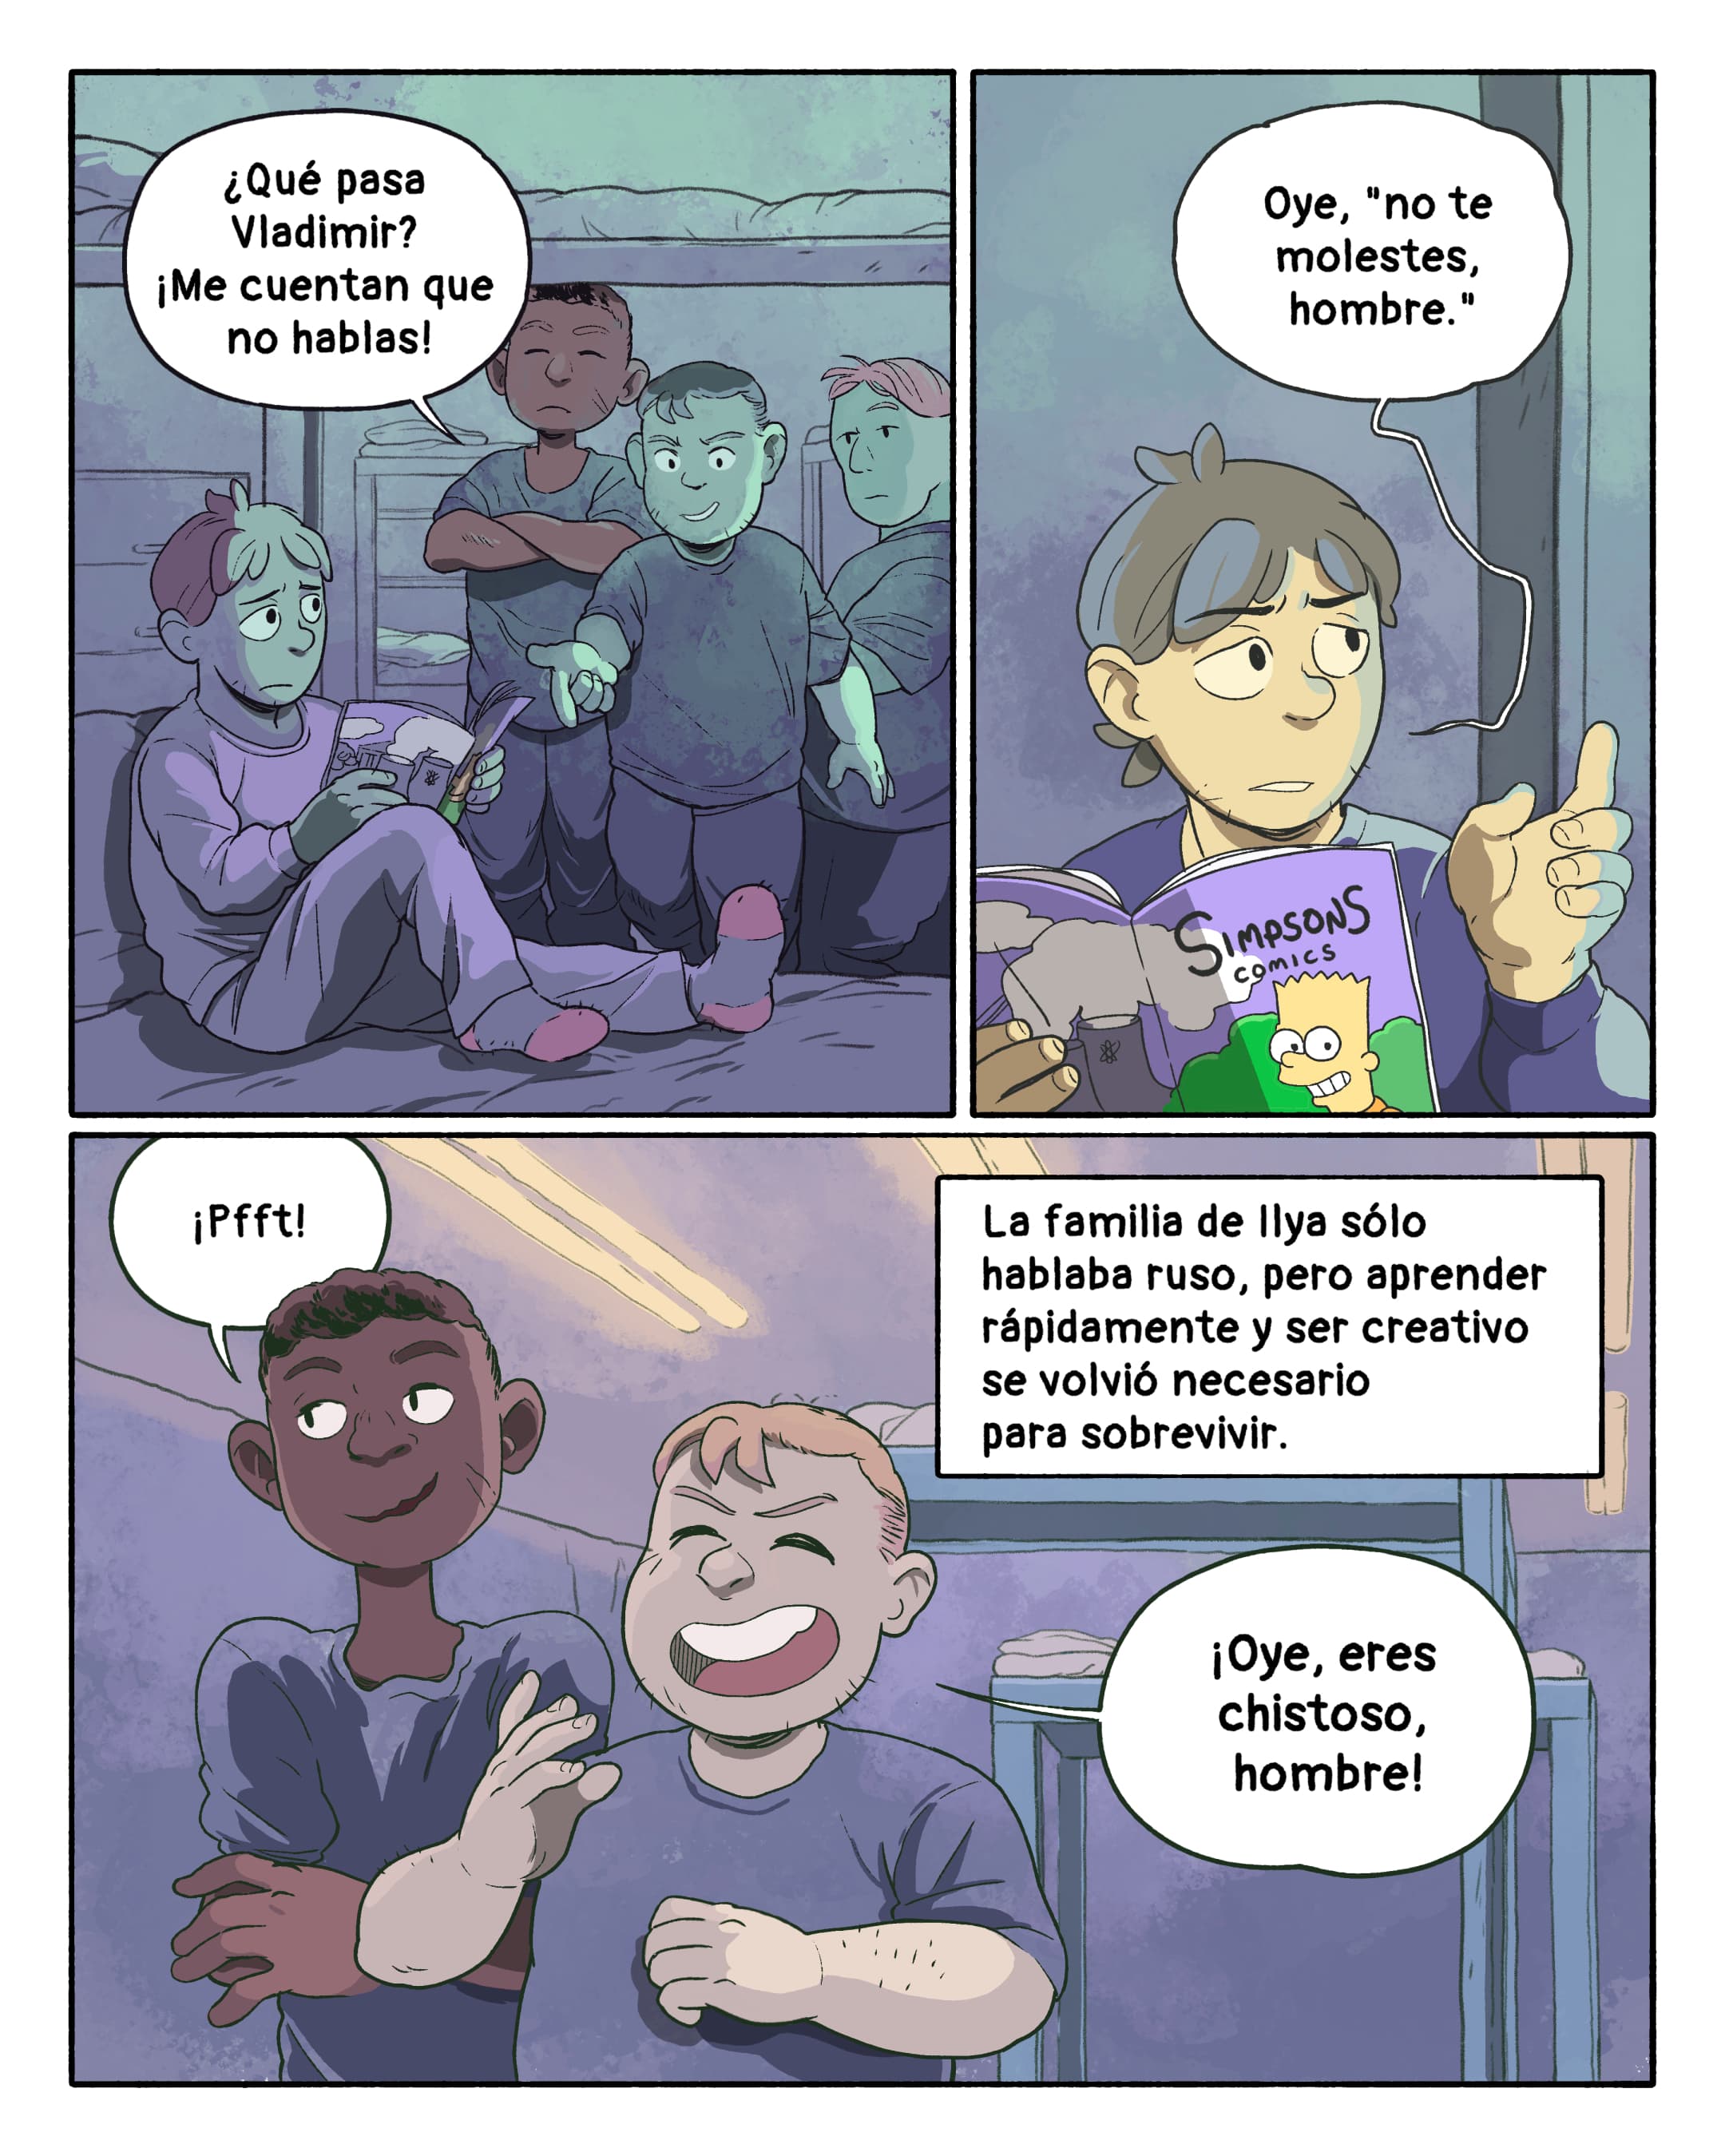 ¿Qué pasa
Vladimir?
¡Me cuentan que
no hablas!
Oye, "no te
molestes,
hombre."
SIMPSONS
COMICS
¡Pfft!
La familia de Ilya sólo
hablaba ruso, pero aprender
rápidamente y ser creativo
se volvió necesario
para sobrevivir.
¡Oye, eres
chistoso,
hombre!